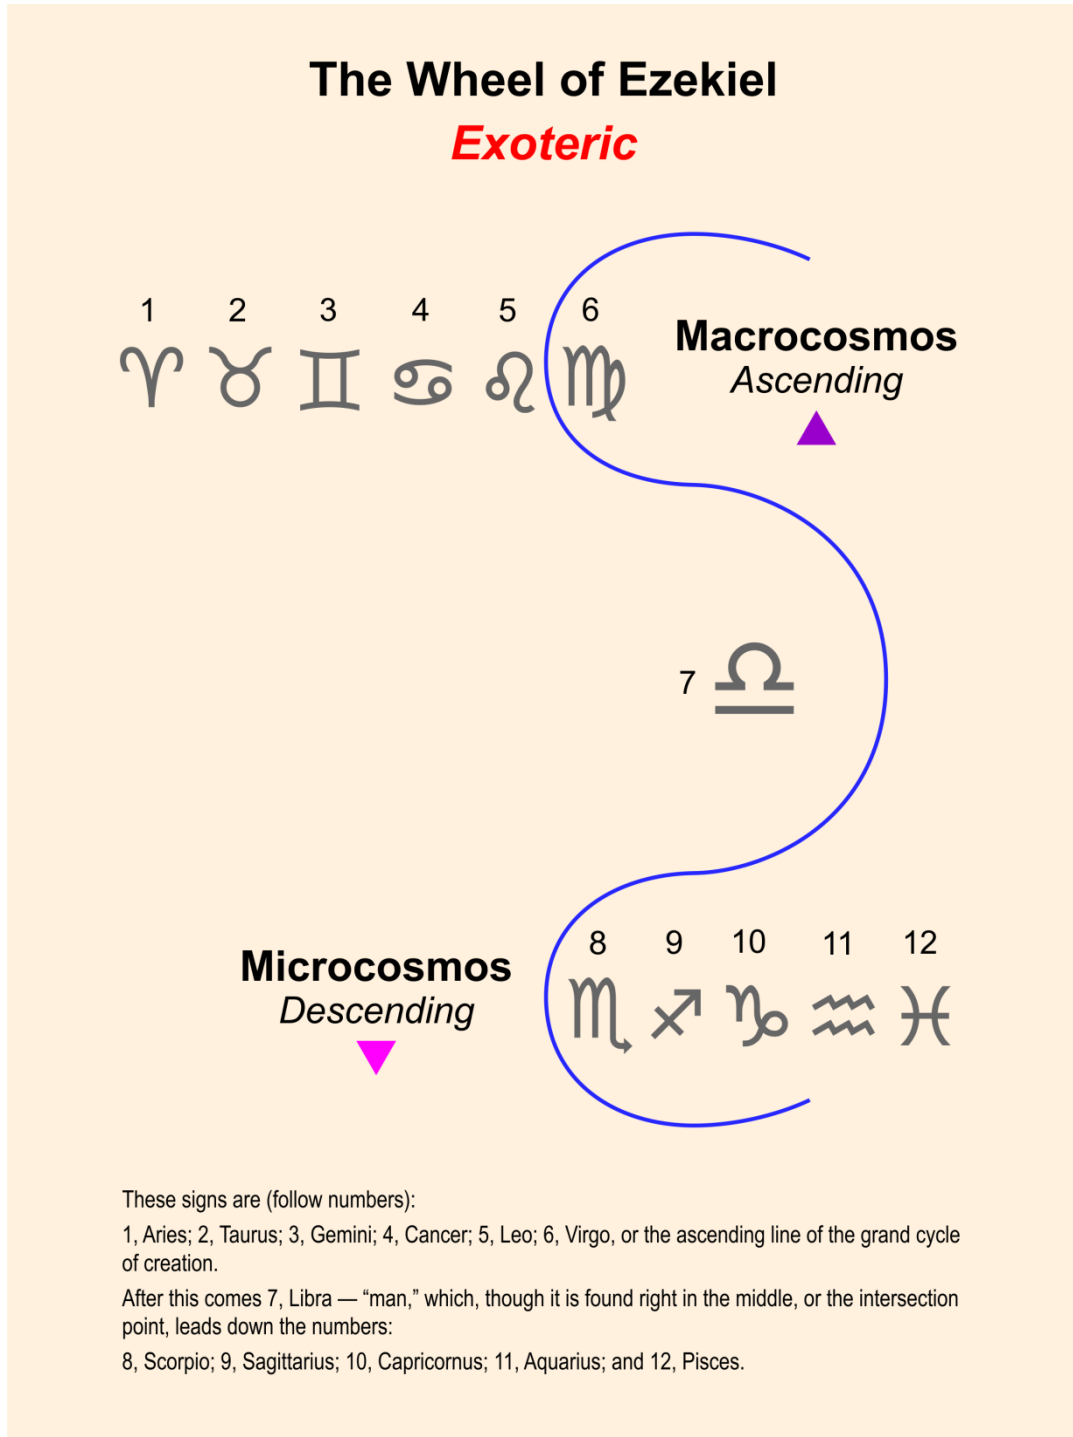 The Wheel of Ezekiel
Exoteric
1 2 3 4 5 6
♈ ♉ ♊ ♋ ♌ ♍
Macrocosmos
Ascending
7 ♎
Microcosmos
Descending
8 9 10 11 12
♏ ♐ ♑ ♒ ♓
These signs are (follow numbers):
1, Aries; 2, Taurus; 3, Gemini; 4, Cancer; 5, Leo; 6, Virgo, or the ascending line of the grand cycle
of creation.
After this comes 7, Libra — “man,” which, though it is found right in the middle, or the intersection
point, leads down the numbers:
8, Scorpio; 9, Sagittarius; 10, Capricornus; 11, Aquarius; and 12, Pisces.